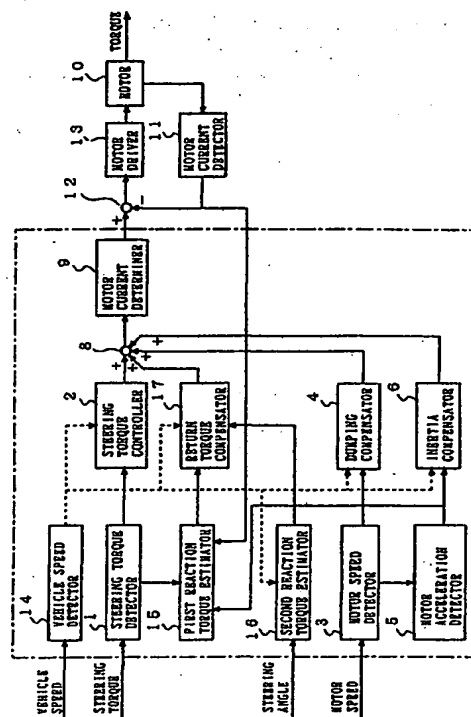 VEHICLE
SPEED
14
VEHICLE SPEED
DETECTOR
STEERING
TORQUE
1
STEERING TORQUE
DETECTOR
2
STEERING
TORQUE
CONTROLLER
8
+
+
+
+
9
MOTOR
CURRENT
DETERMINER
12
+
-
13
MOTOR
DRIVER
10
ROTOR
TORQUE
11
MOTOR
CURRENT
DETECTOR
15
FIRST REACTION
TORQUE ESTIMATOR
17
RETURN
TORQUE
COMPENSATOR
STEERING
ANGLE
16
SECOND REACTION
TORQUE ESTIMATOR
MOTOR
SPEED
3
MOTOR SPEED
DETECTOR
4
DUMPING
COMPENSATOR
5
MOTOR
ACCELERATION
DETECTOR
6
INERTIA
COMPENSATOR